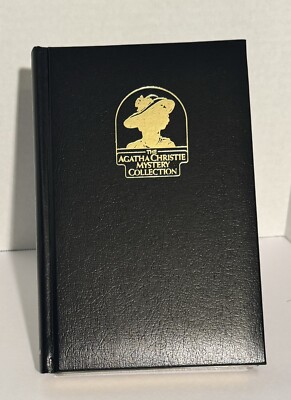 THE
AGATHA CHRISTIE
MYSTERY
COLLECTION